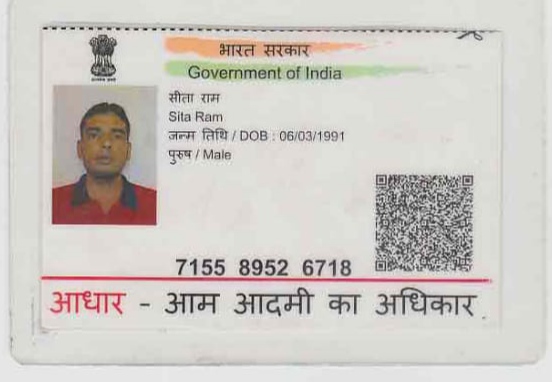 भारत सरकार
Government of India
सीता राम
Sita Ram
जन्म तिथि / DOB : 06/03/1991
पुरुष / Male
7155 8952 6718
आधार - आम आदमी का अधिकार